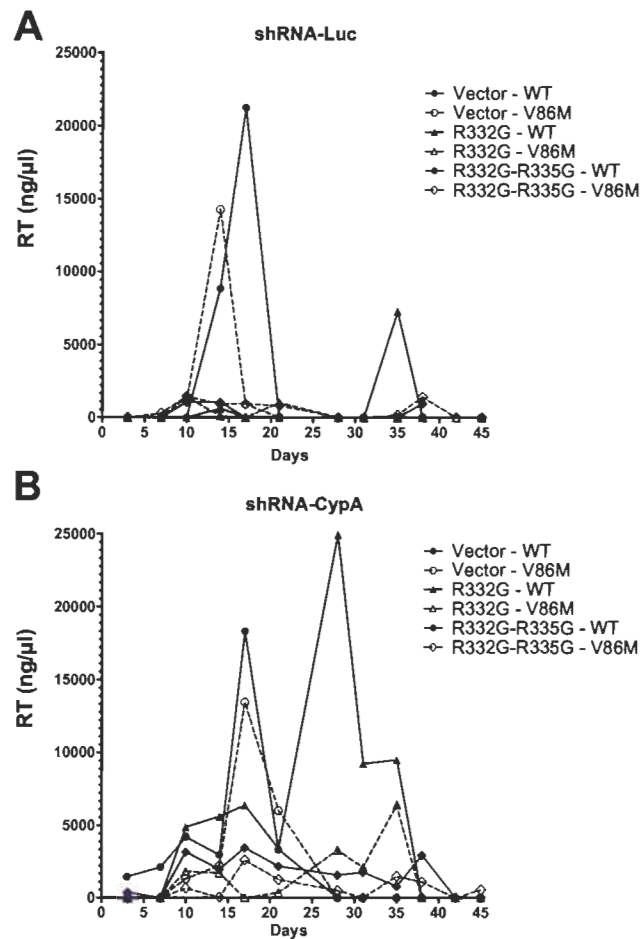 A
shRNA-Luc
25000
20000
15000
10000
5000
0
RT (ng/µl)
0 5 10 15 20 25 30 35 40 45
Days
Vector - WT
Vector - V86M
R332G - WT
R332G - V86M
R332G-R335G - WT
R332G-R335G - V86M
B
shRNA-CypA
25000
20000
15000
10000
5000
0
RT (ng/µl)
0 5 10 15 20 25 30 35 40 45
Days
Vector - WT
Vector - V86M
R332G - WT
R332G - V86M
R332G-R335G - WT
R332G-R335G - V86M